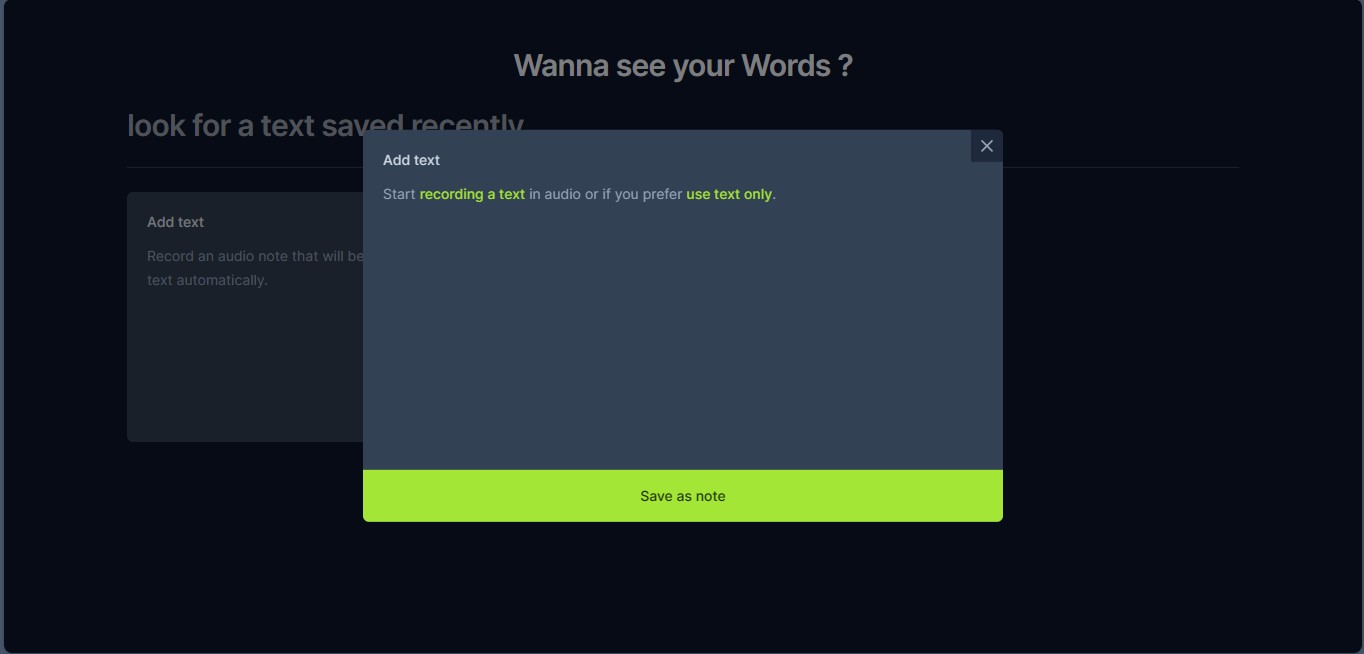 Wanna see your Words ?
look for a text saved recently
Add text
Start recording a text in audio or if you prefer use text only.
Add text
Record an audio note that will be
text automatically.
Save as note